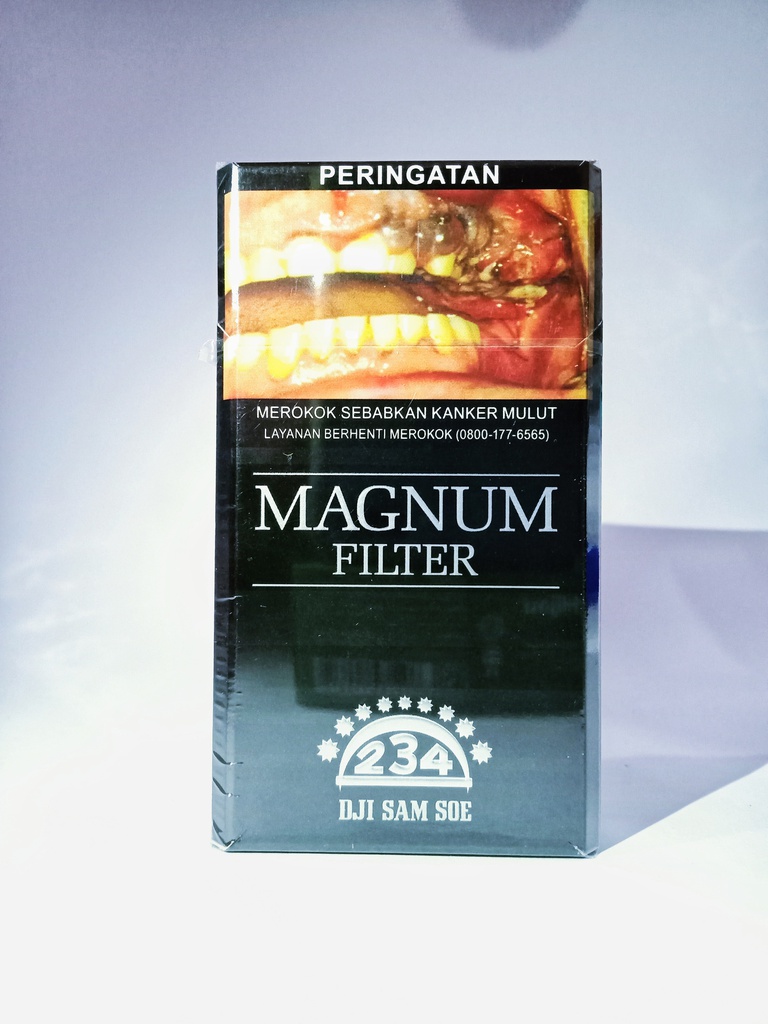 PERINGATAN
MEROKOK SEBABKAN KANKER MULUT
LAYANAN BERHENTI MEROKOK (0800-177-6565)
MAGNUM
FILTER
234
DJI SAM SOE